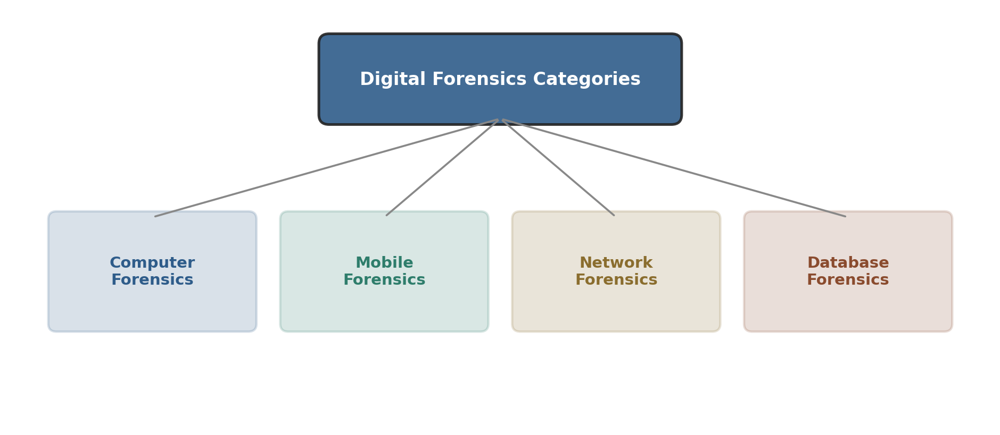 Digital Forensics Categories
Computer
Forensics
Mobile
Forensics
Network
Forensics
Database
Forensics